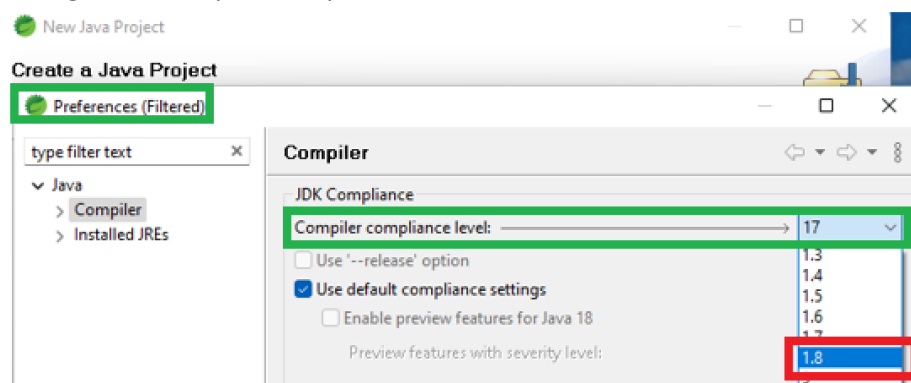 New Java Project
Create a Java Project
Preferences (Filtered)
type filter text
Compiler
Java
JDK Compliance
Compiler
Compiler compliance level:
17
Installed JREs
1.3
Use '--release' option
1.4
Use default compliance settings
1.5
Enable preview features for Java 18
1.6
1.7
Preview features with severity level:
1.8